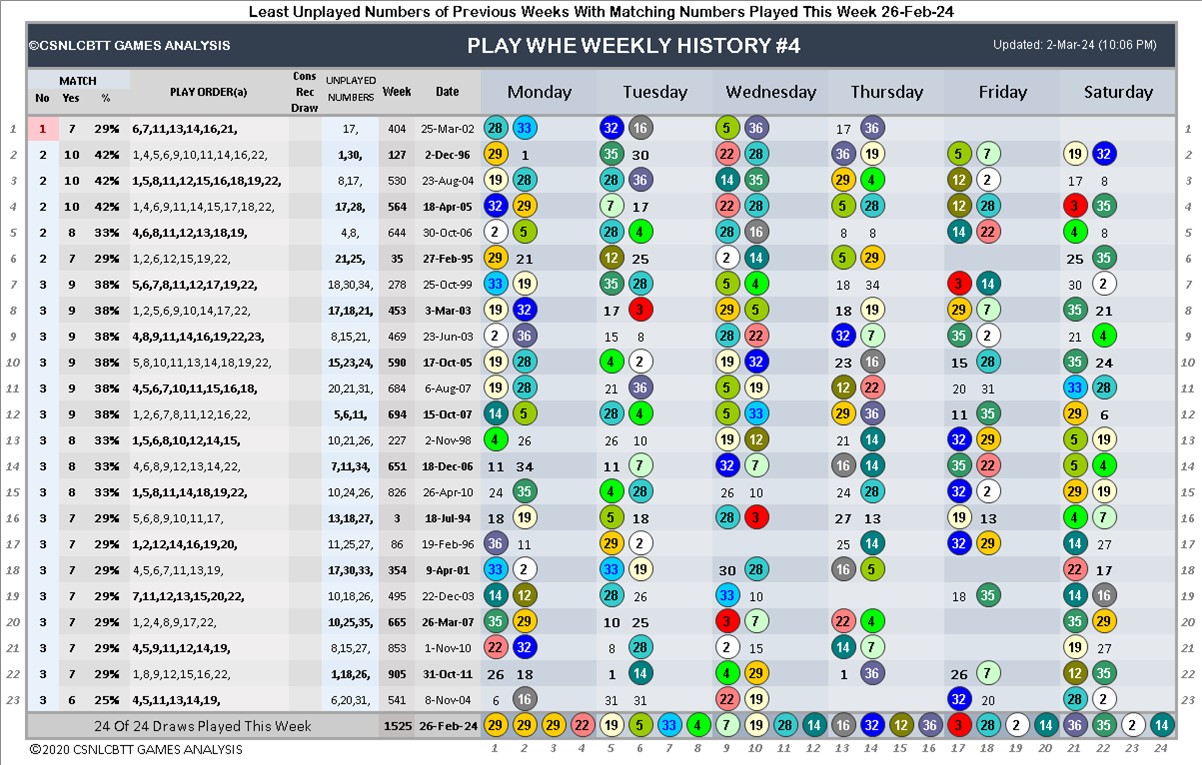 Least Unplayed Numbers of Previous Weeks With Matching Numbers Played This Week 26-Feb-24
©CSNLCBTT GAMES ANALYSIS PLAY WHE WEEKLY HISTORY #4 Updated: 2-Mar-24 (10:06 PM)
MATCH No Yes % PLAY ORDER(a) Cons Rec Draw UNPLAYED NUMBERS Week Date Monday Tuesday Wednesday Thursday Friday Saturday
1 1 7 29% 6,7,11,13,14,16,21, 17, 404 25-Mar-02 28 33 32 16 5 36 17 36 1
2 2 10 42% 1,4,5,6,9,10,11,14,16,22, 1,30, 127 2-Dec-96 29 1 35 30 22 28 36 19 5 7 19 32 2
3 2 10 42% 1,5,8,11,12,15,16,18,19,22, 8,17, 530 23-Aug-04 19 28 28 36 14 35 29 4 12 2 17 8 3
4 2 10 42% 1,4,6,9,11,14,15,17,18,22, 17,28, 564 18-Apr-05 32 29 7 17 22 28 5 28 12 28 3 35 4
5 2 8 33% 4,6,8,11,12,13,18,19, 4,8, 644 30-Oct-06 2 5 28 4 28 16 8 8 14 22 4 8 5
6 2 7 29% 1,2,6,12,15,19,22, 21,25, 35 27-Feb-95 29 21 12 25 2 14 5 29 25 35 6
7 3 9 38% 5,6,7,8,11,12,17,19,22, 18,30,34, 278 25-Oct-99 33 19 35 28 5 4 18 34 3 14 30 2 7
8 3 9 38% 1,2,5,6,9,10,14,17,22, 17,18,21, 453 3-Mar-03 19 32 17 3 29 5 18 19 29 7 35 21 8
9 3 9 38% 4,8,9,11,14,16,19,22,23, 8,15,21, 469 23-Jun-03 2 36 15 8 28 22 32 7 35 2 21 4 9
10 3 9 38% 5,8,10,11,13,14,18,19,22, 15,23,24, 590 17-Oct-05 19 28 4 2 19 32 23 16 15 28 35 24 10
11 3 9 38% 4,5,6,7,10,11,15,16,18, 20,21,31, 684 6-Aug-07 19 28 21 36 5 19 12 22 20 31 33 28 11
12 3 9 38% 1,2,6,7,8,11,12,16,22, 5,6,11, 694 15-Oct-07 14 5 28 4 5 33 29 36 11 35 29 6 12
13 3 8 33% 1,5,6,8,10,12,14,15, 10,21,26, 227 2-Nov-98 4 26 26 10 19 12 21 14 32 29 5 19 13
14 3 8 33% 4,6,8,9,12,13,14,22, 7,11,34, 651 18-Dec-06 11 34 11 7 32 7 16 14 35 22 5 4 14
15 3 8 33% 1,5,8,11,14,18,19,22, 10,24,26, 826 26-Apr-10 24 35 4 28 26 10 24 28 32 2 29 19 15
16 3 7 29% 5,6,8,9,10,11,17, 13,18,27, 3 18-Jul-94 18 19 5 18 28 3 27 13 19 13 4 7 16
17 3 7 29% 1,2,12,14,16,19,20, 11,25,27, 86 19-Feb-96 36 11 29 2 25 14 32 29 14 27 17
18 3 7 29% 4,5,6,7,11,13,19, 17,30,33, 354 9-Apr-01 33 2 33 19 30 28 16 5 22 17 18
19 3 7 29% 7,11,12,13,15,20,22, 10,18,26, 495 22-Dec-03 14 12 28 26 33 10 18 35 14 16 19
20 3 7 29% 1,2,4,8,9,17,22, 10,25,35, 665 26-Mar-07 35 29 10 25 3 7 22 4 35 29 20
21 3 7 29% 4,5,9,11,12,14,19, 8,15,27, 853 1-Nov-10 22 32 8 28 2 15 14 7 19 27 21
22 3 7 29% 1,8,9,12,15,16,22, 1,18,26, 905 31-Oct-11 26 18 1 14 4 29 1 36 26 7 12 35 22
23 3 6 25% 4,5,11,13,14,19, 6,20,31, 541 8-Nov-04 6 16 31 31 22 19 32 20 28 2 23
24 Of 24 Draws Played This Week 1525 26-Feb-24 29 29 29 22 19 5 33 4 7 19 28 14 16 32 12 36 3 28 2 14 36 35 2 14
©2020 CSNLCBTT GAMES ANALYSIS 1 2 3 4 5 6 7 8 9 10 11 12 13 14 15 16 17 18 19 20 21 22 23 24